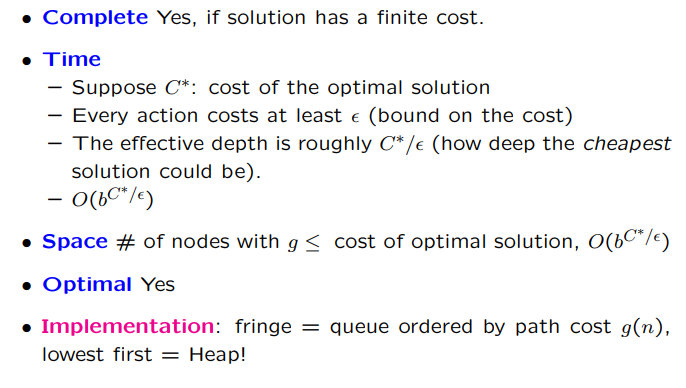 • Complete Yes, if solution has a finite cost.
• Time
– Suppose C*: cost of the optimal solution
– Every action costs at least ϵ (bound on the cost)
– The effective depth is roughly C*/ϵ (how deep the cheapest
solution could be).
– O(b^{C*/ϵ})
• Space # of nodes with g ≤ cost of optimal solution, O(b^{C*/ϵ})
• Optimal Yes
• Implementation: fringe = queue ordered by path cost g(n),
lowest first = Heap!